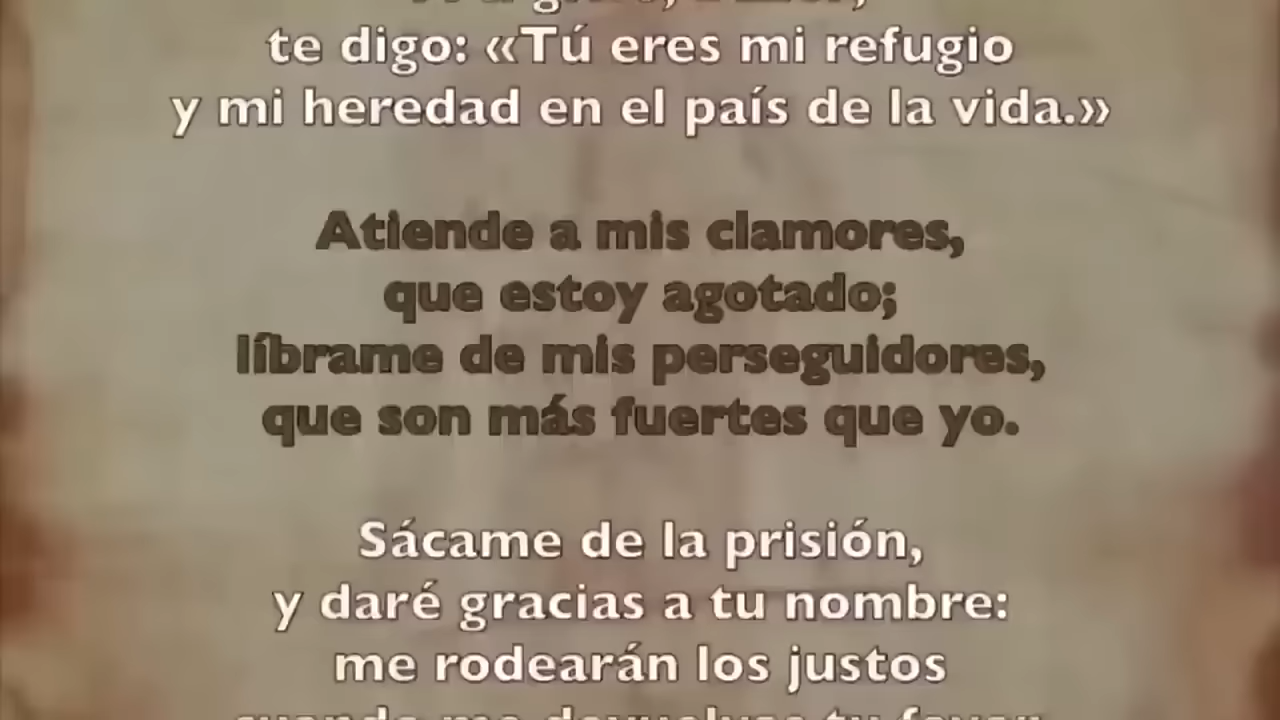 te digo: «Tú eres mi refugio
y mi heredad en el país de la vida.»
Atiende a mis clamores,
que estoy agotado;
líbrame de mis perseguidores,
que son más fuertes que yo.
Sácame de la prisión,
y daré gracias a tu nombre:
me rodearán los justos